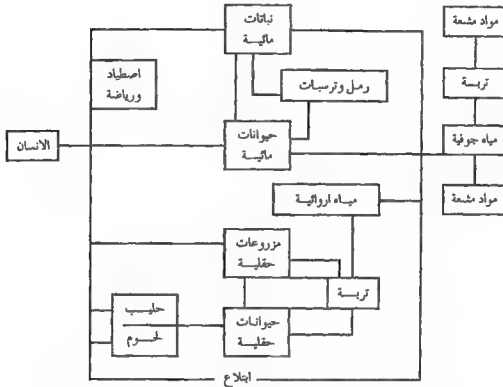 مواد مشعة
نباتات
مائية
اصطياد
ورياضة
رمل وترسبات
تربة
الانسان
حيوانات
مائية
مياه جوفية
مواد مشعة
مياه اروائية
مزروعات
حقلية
تربة
حليب
لحوم
حيوانات
حقلية
ابتلاع